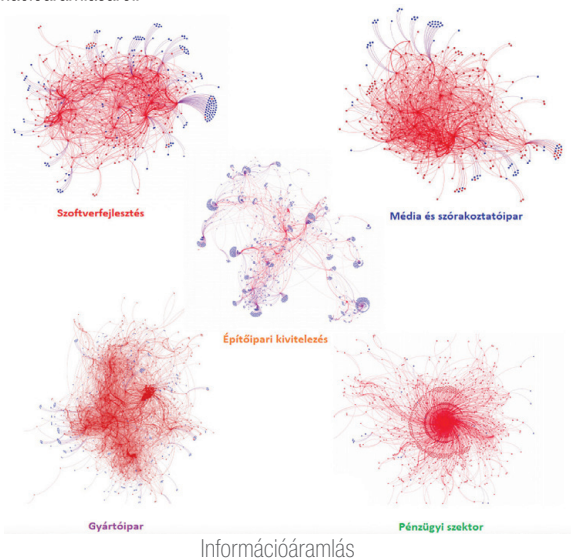 Szoftverfejlesztés
Média és szórakoztatóipar
Építőipari kivitelezés
Gyártóipar
Pénzügyi szektor
Információáramlás